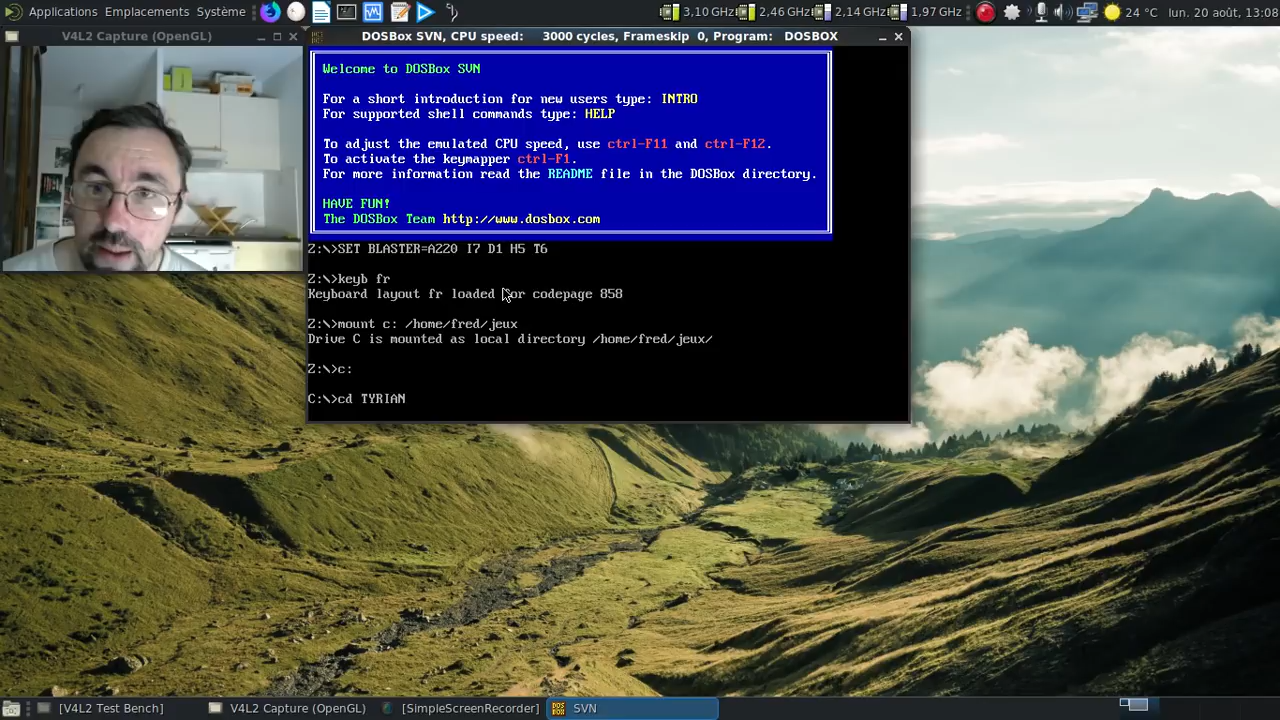 Applications Emplacements Système
3,10 GHz 2,46 GHz 2,14 GHz 1,97 GHz 24 °C lun. 20 août, 13:08
V4L2 Capture (OpenGL)
DOSBox SVN, CPU speed: 3000 cycles, Frameskip 0, Program: DOSBOX
Welcome to DOSBox SVN
For a short introduction for new users type: INTRO
For supported shell commands type: HELP
To adjust the emulated CPU speed, use ctrl-F11 and ctrl-F12.
To activate the keymapper ctrl-F1.
For more information read the README file in the DOSBox directory.
HAVE FUN!
The DOSBox Team http://www.dosbox.com
Z:\>SET BLASTER=A220 I7 D1 H5 T6
Z:\>keyb fr
Keyboard layout fr loaded for codepage 858
Z:\>mount c: /home/fred/jeux
Drive C is mounted as local directory /home/fred/jeux/
Z:\>c:
C:\>cd TYRIAN
[V4L2 Test Bench] V4L2 Capture (OpenGL) [SimpleScreenRecorder] SVN